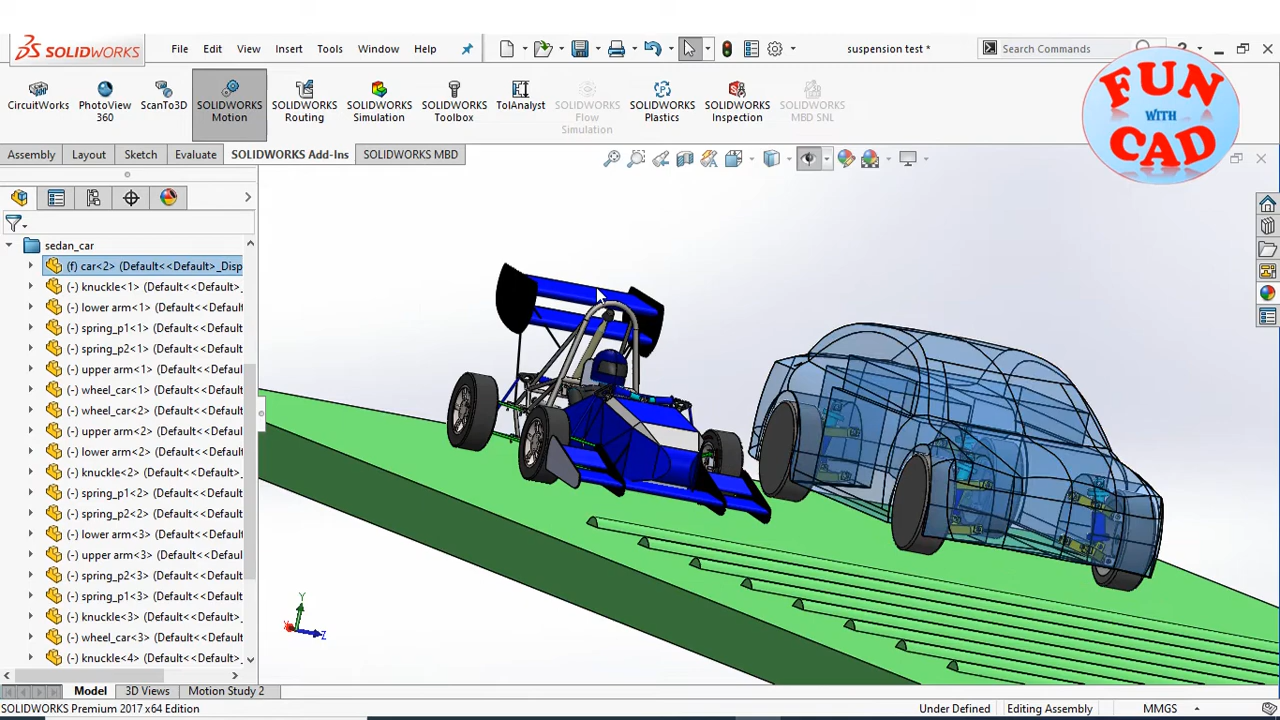 SOLIDWORKS
File Edit View Insert Tools Window Help
suspension test *
Search Commands
?
CircuitWorks
PhotoView 360
ScanTo3D
SOLIDWORKS Motion
SOLIDWORKS Routing
SOLIDWORKS Simulation
SOLIDWORKS Toolbox
TolAnalyst
SOLIDWORKS Flow Simulation
SOLIDWORKS Plastics
SOLIDWORKS Inspection
SOLIDWORKS MBD SNL
FUN
WITH
CAD
Assembly Layout Sketch Evaluate SOLIDWORKS Add-Ins SOLIDWORKS MBD
sedan_car
(f) car<2> (Default<<Default>_Disp
(-) knuckle<1> (Default<<Default>_
(-) lower arm<1> (Default<<Default
(-) spring_p1<1> (Default<<Default
(-) spring_p2<1> (Default<<Default
(-) upper arm<1> (Default<<Default
(-) wheel_car<1> (Default<<Default
(-) wheel_car<2> (Default<<Default
(-) upper arm<2> (Default<<Default
(-) lower arm<2> (Default<<Default
(-) knuckle<2> (Default<<Default>_
(-) spring_p1<2> (Default<<Default
(-) spring_p2<2> (Default<<Default
(-) lower arm<3> (Default<<Default
(-) upper arm<3> (Default<<Default
(-) spring_p2<3> (Default<<Default
(-) spring_p1<3> (Default<<Default
(-) knuckle<3> (Default<<Default>_
(-) wheel_car<3> (Default<<Default
(-) knuckle<4> (Default<<Default>_
Y
Z
Model 3D Views Motion Study 2
SOLIDWORKS Premium 2017 x64 Edition
Under Defined Editing Assembly MMGS